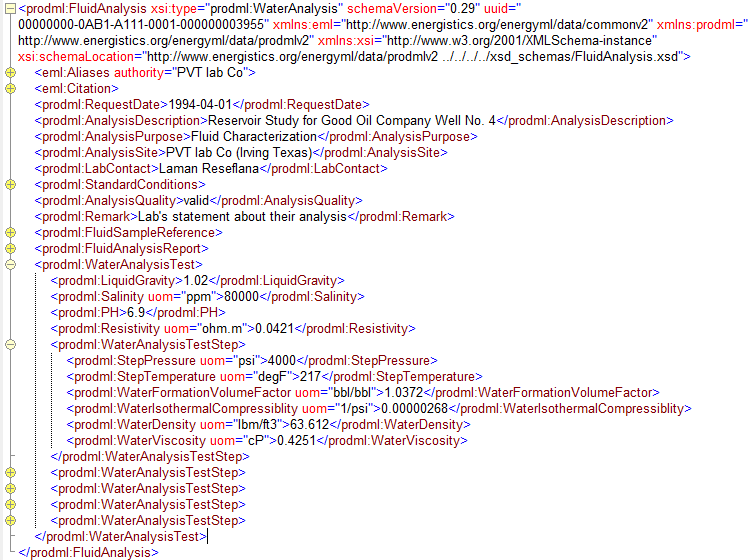 <prodml:FluidAnalysis xsi:type="prodml:WaterAnalysis" schemaVersion="0.29" uuid="
00000000-0AB1-A111-0001-000000003955" xmlns:eml="http://www.energistics.org/energyml/data/commonv2" xmlns:prodml="
http://www.energistics.org/energyml/data/prodmlv2" xmlns:xsi="http://www.w3.org/2001/XMLSchema-instance"
xsi:schemaLocation="http://www.energistics.org/energyml/data/prodmlv2 ../../../../xsd_schemas/FluidAnalysis.xsd">
<eml:Aliases authority="PVT lab Co">
<eml:Citation>
<prodml:RequestDate>1994-04-01</prodml:RequestDate>
<prodml:AnalysisDescription>Reservoir Study for Good Oil Company Well No. 4</prodml:AnalysisDescription>
<prodml:AnalysisPurpose>Fluid Characterization</prodml:AnalysisPurpose>
<prodml:AnalysisSite>PVT lab Co (Irving Texas)</prodml:AnalysisSite>
<prodml:LabContact>Laman Reseflana</prodml:LabContact>
<prodml:StandardConditions>
<prodml:AnalysisQuality>valid</prodml:AnalysisQuality>
<prodml:Remark>Lab's statement about their analysis</prodml:Remark>
<prodml:FluidSampleReference>
<prodml:FluidAnalysisReport>
<prodml:WaterAnalysisTest>
<prodml:LiquidGravity>1.02</prodml:LiquidGravity>
<prodml:Salinity uom="ppm">80000</prodml:Salinity>
<prodml:PH>6.9</prodml:PH>
<prodml:Resistivity uom="ohm.m">0.0421</prodml:Resistivity>
<prodml:WaterAnalysisTestStep>
<prodml:StepPressure uom="psi">4000</prodml:StepPressure>
<prodml:StepTemperature uom="degF">217</prodml:StepTemperature>
<prodml:WaterFormationVolumeFactor uom="bbl/bbl">1.0372</prodml:WaterFormationVolumeFactor>
<prodml:WaterIsothermalCompressiblity uom="1/psi">0.00000268</prodml:WaterIsothermalCompressiblity>
<prodml:WaterDensity uom="lbm/ft3">63.612</prodml:WaterDensity>
<prodml:WaterViscosity uom="cP">0.4251</prodml:WaterViscosity>
</prodml:WaterAnalysisTestStep>
<prodml:WaterAnalysisTestStep>
<prodml:WaterAnalysisTestStep>
<prodml:WaterAnalysisTestStep>
<prodml:WaterAnalysisTestStep>
</prodml:WaterAnalysisTest>
</prodml:FluidAnalysis>